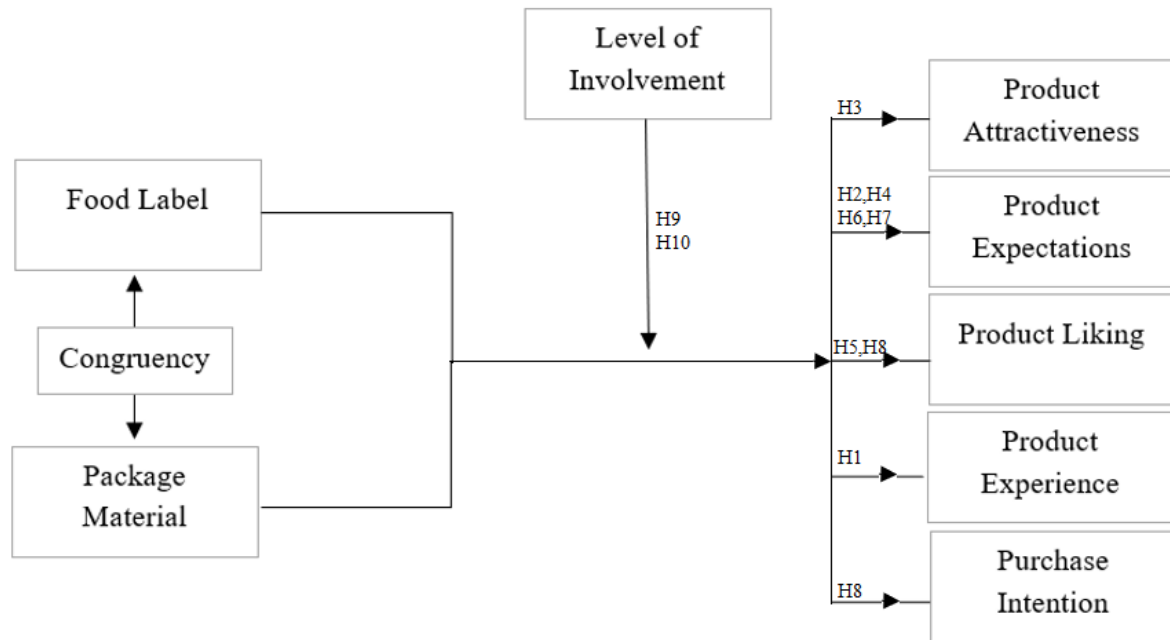 Level of
Involvement
Food Label
Congruency
Package
Material
H9
H10
H3
Product
Attractiveness
H2,H4
H6,H7
Product
Expectations
H5,H8
Product Liking
H1
Product
Experience
H8
Purchase
Intention